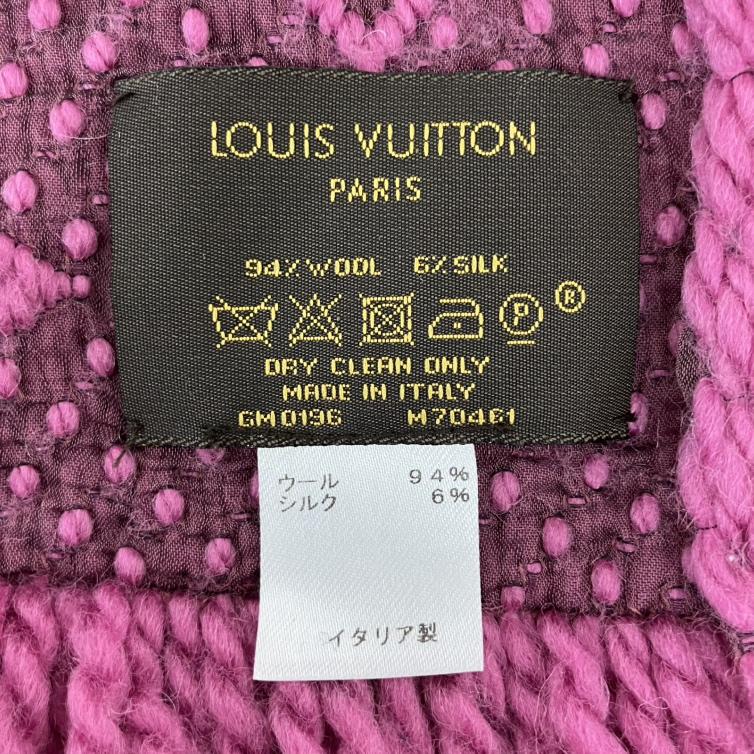 LOUIS VUITTON
PARIS
94% WOOL 6% SILK
P ®
DRY CLEAN ONLY
MADE IN ITALY
GM0196 M70461
ウール 94%
シルク 6%
イタリア製